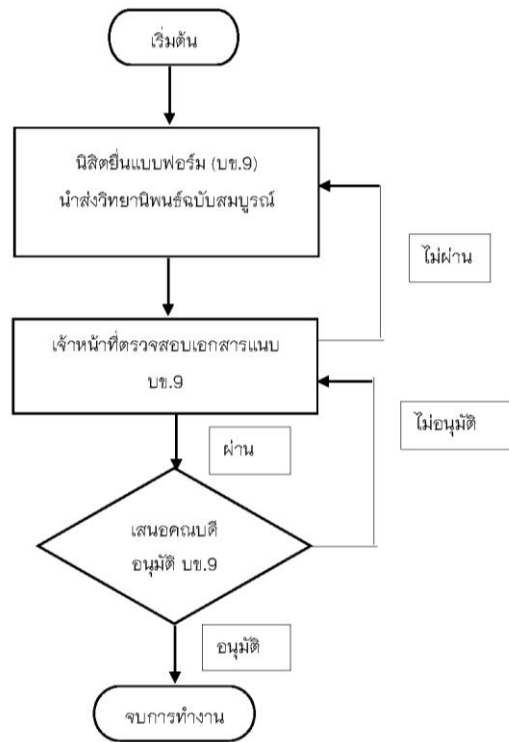 เริ่มต้น
นิสิตยื่นแบบฟอร์ม (บข.9)
นำส่งวิทยานิพนธ์ฉบับสมบูรณ์
ไม่ผ่าน
เจ้าหน้าที่ตรวจสอบเอกสารแนบ
บข.9
ไม่อนุมัติ
ผ่าน
เสนอคณบดี
อนุมัติ บข.9
อนุมัติ
จบการทำงาน